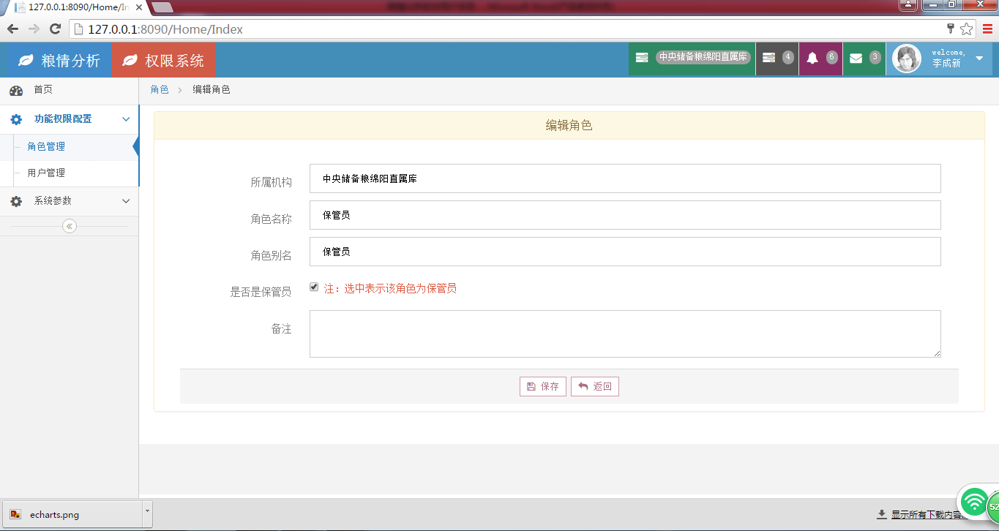 127.0.0.1:8090/Home/In
127.0.0.1:8090/Home/Index
粮情分析
权限系统
中央储备粮绵阳直属库
4
6
3
welcome,
李成新
首页
功能权限配置
角色管理
用户管理
系统参数
角色
编辑角色
编辑角色
所属机构
中央储备粮绵阳直属库
角色名称
保管员
角色别名
保管员
是否是保管员
注：选中表示该角色为保管员
备注
保存
返回
echarts.png
显示所有下载内容
52